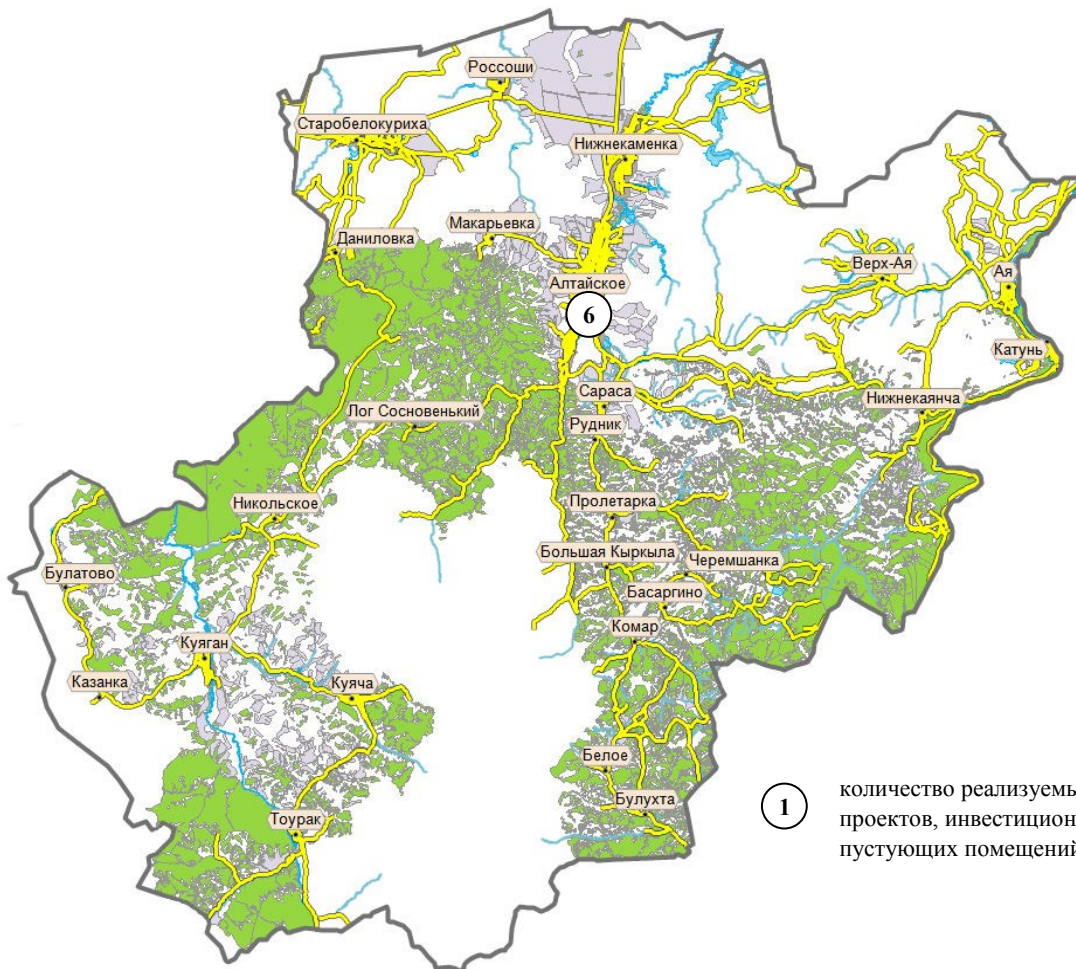 Россоши
Старобелокуриха
Нижнекаменка
Макарьевка
Даниловка
Верх-Ая
Ая
Алтайское
6
Катунь
Сараса
Нижнекаянча
Лог Сосновенький
Рудник
Никольское
Пролетарка
Большая Кыркыла
Черемшанка
Булатово
Басаргино
Комар
Куяган
Казанка
Куяча
Белое
Булухта
Тоурак
1
количество реализуемы
проектов, инвестицион
пустующих помещений